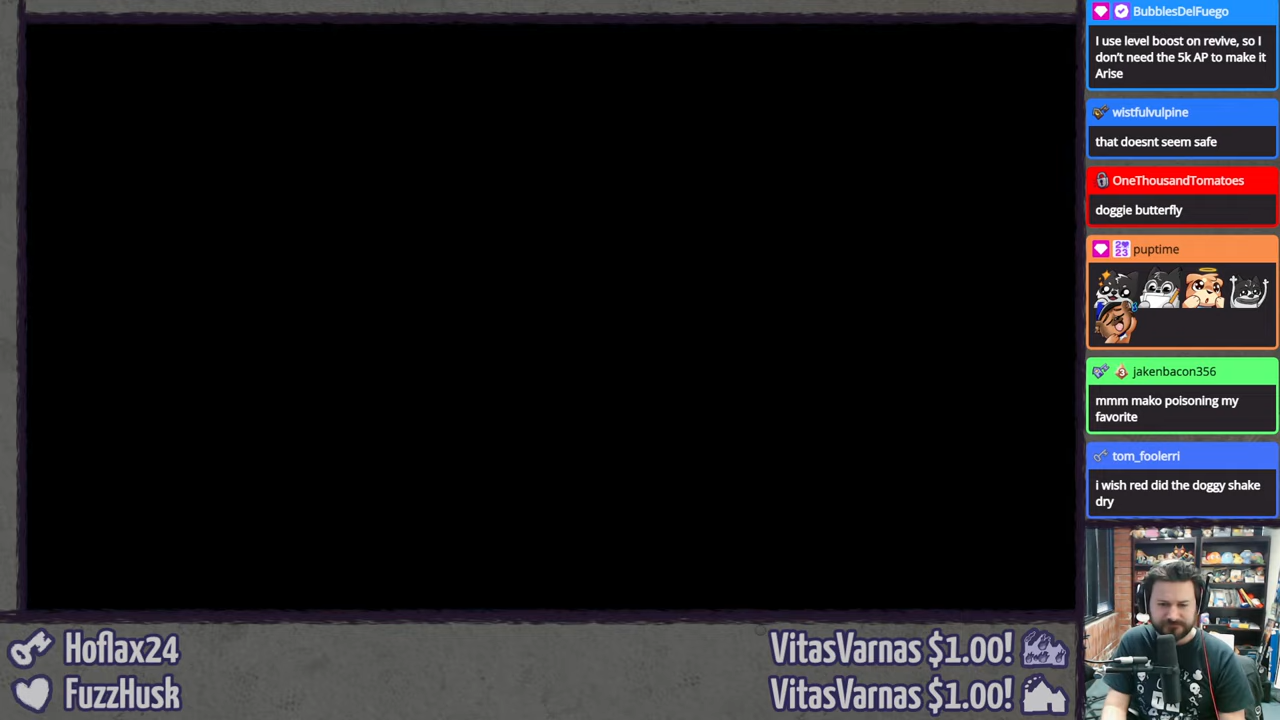 BubblesDelFuego
I use level boost on revive, so I
don't need the 5k AP to make it
Arise
wistfulvulpine
that doesnt seem safe
OneThousandTomatoes
doggie butterfly
puptime
jakenbacon356
mmm mako poisoning my
favorite
tom_foolerri
i wish red did the doggy shake
dry
Hoflax24
FuzzHusk
VitasVarnas $1.00!
VitasVarnas $1.00!